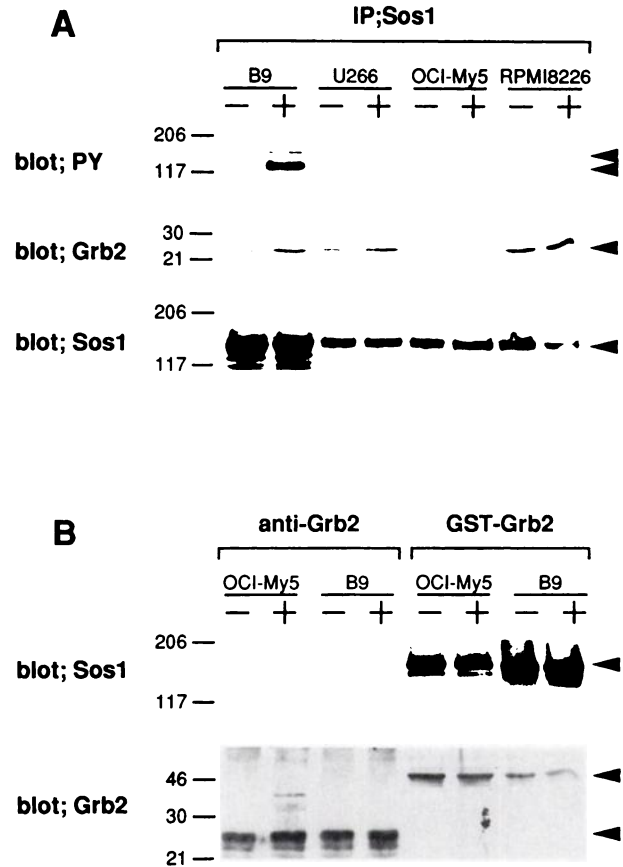 A
IP;Sos1
B9 U266 OCI-My5 RPMI8226
− + − + − + − +
blot; PY
206
117
blot; Grb2
30
21
blot; Sos1
206
117
B
anti-Grb2 GST-Grb2
OCI-My5 B9 OCI-My5 B9
− + − + − + − +
blot; Sos1
206
117
blot; Grb2
46
30
21